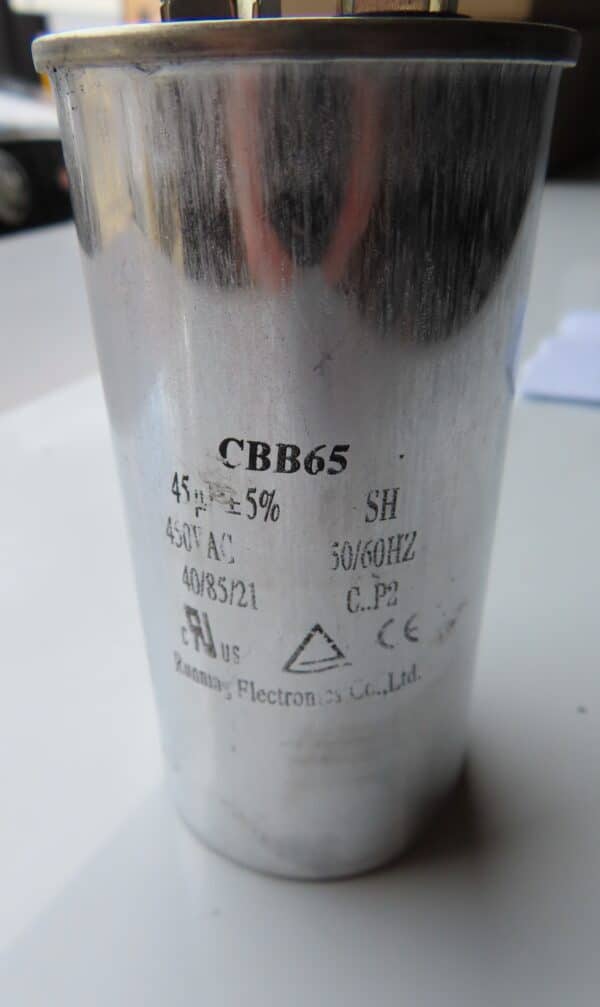 CBB65
45µF±5% SH
450VAC 50/60HZ
40/85/21 C..P2
c US CE
Electronics Co.,Ltd.